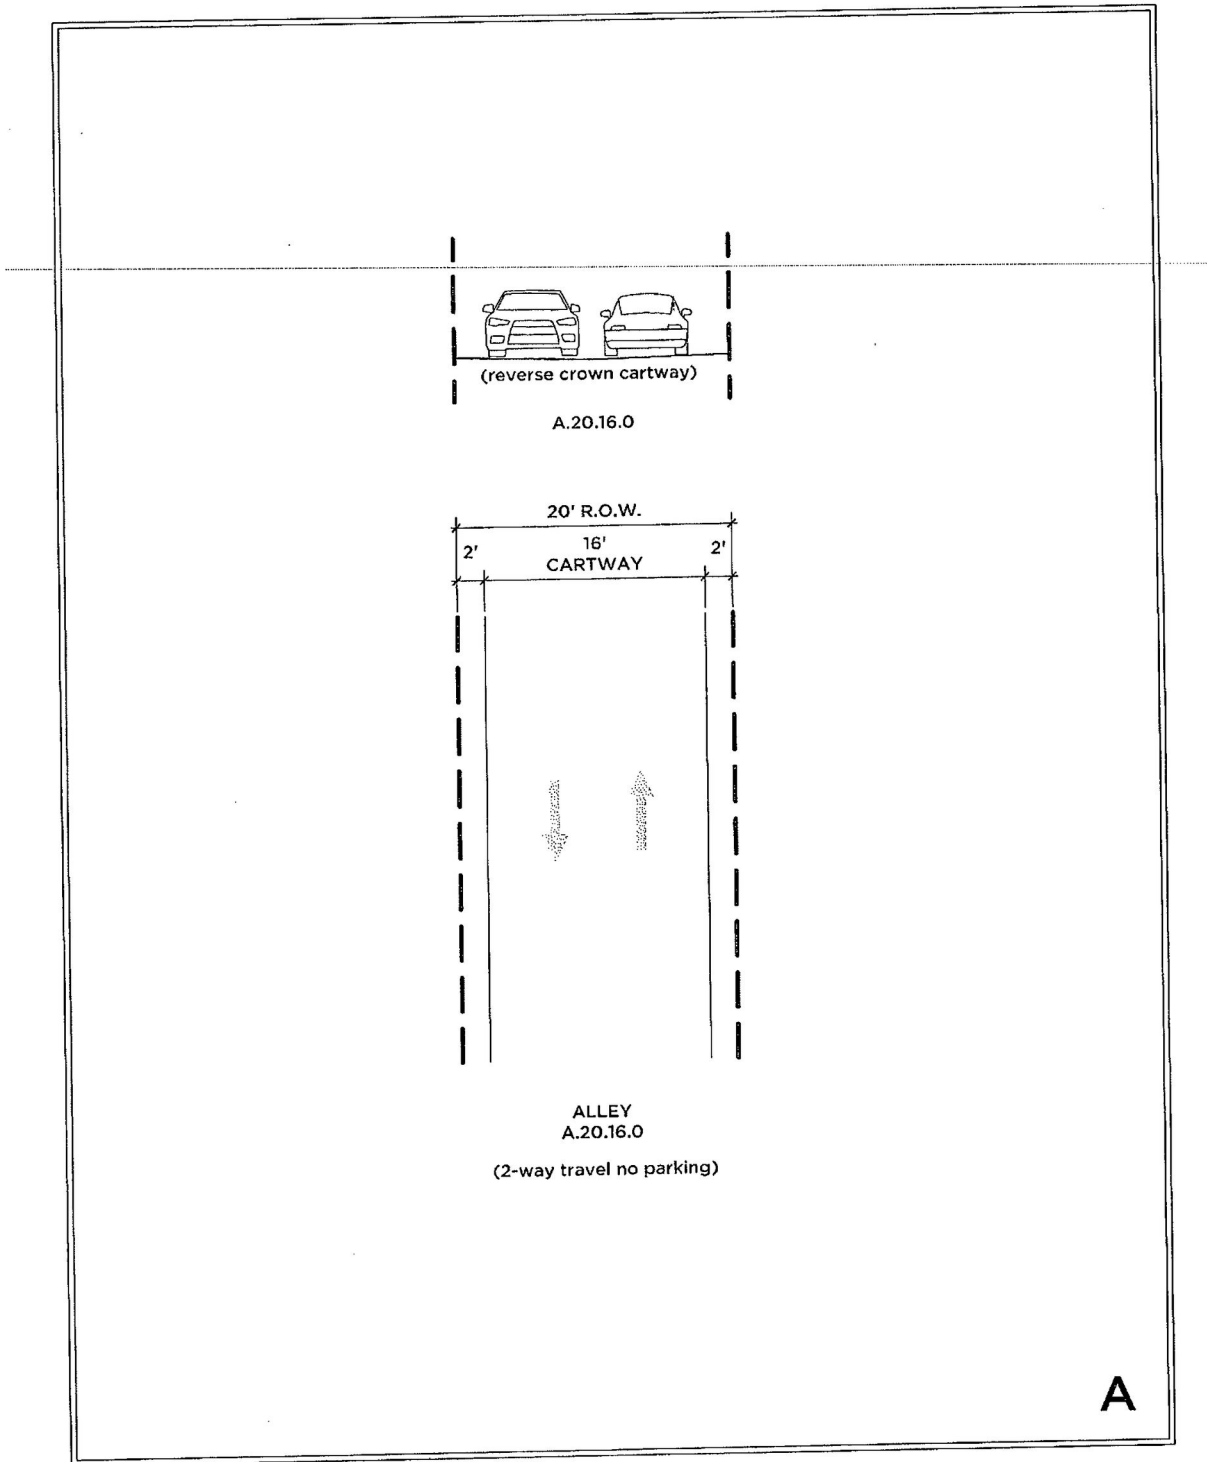 (reverse crown cartway)
A.20.16.0
20' R.O.W.
2'
16'
2'
CARTWAY
ALLEY
A.20.16.0
(2-way travel no parking)
A